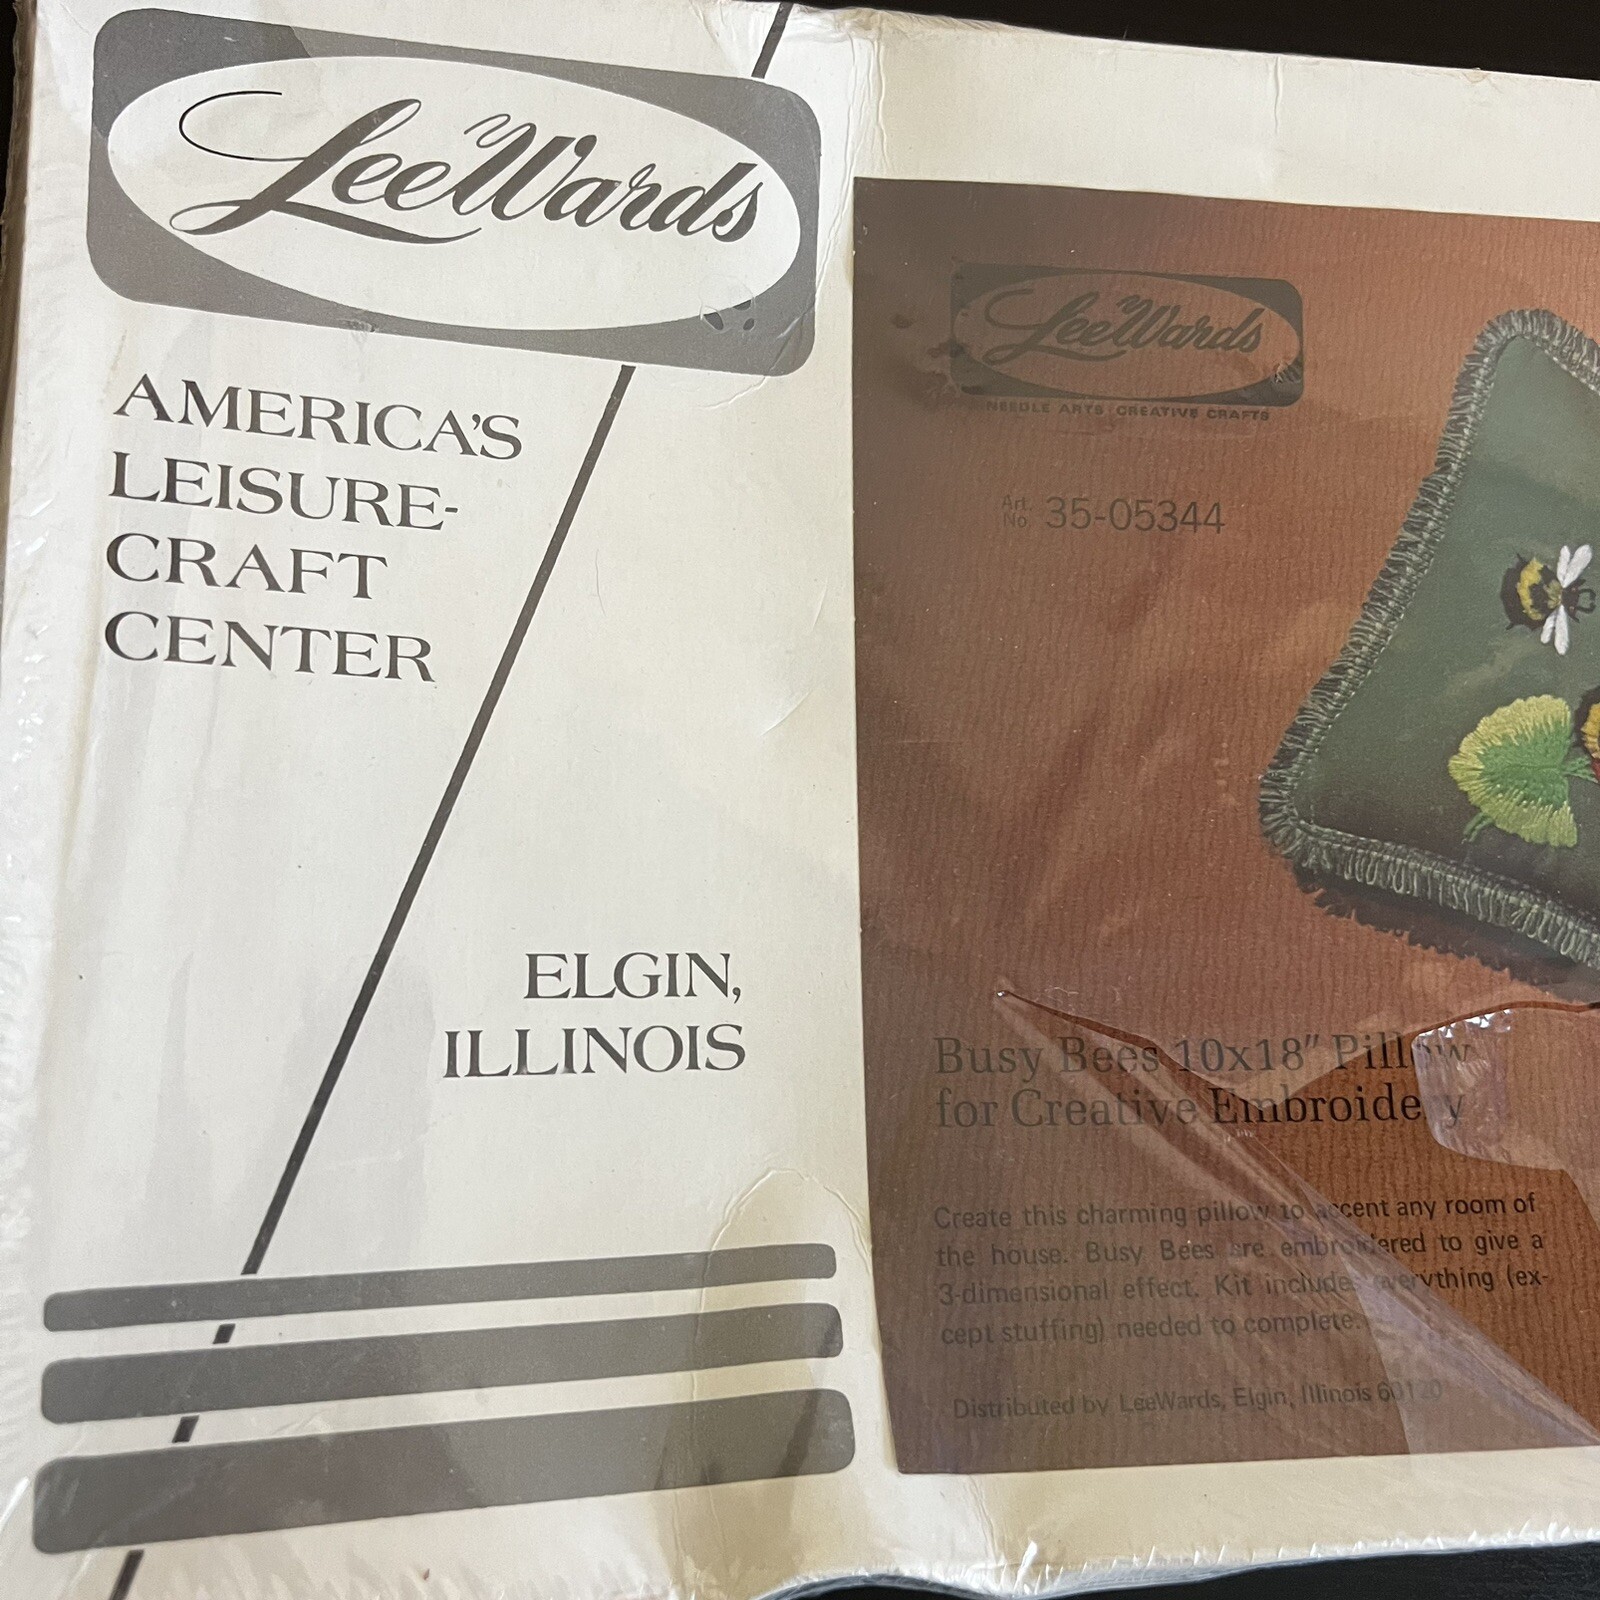 LeeWards
AMERICA'S
LEISURE-
CRAFT
CENTER
ELGIN,
ILLINOIS
LeeWards
NEEDLE ARTS CREATIVE CRAFTS
Art.
No. 35-05344
Busy Bees 10x18" Pillow
for Creative Embroidery
Create this charming pillow to accent any room of
the house. Busy Bees are embroidered to give a
3-dimensional effect. Kit includes everything (ex-
cept stuffing) needed to complete.
Distributed by LeeWards, Elgin, Illinois 60120